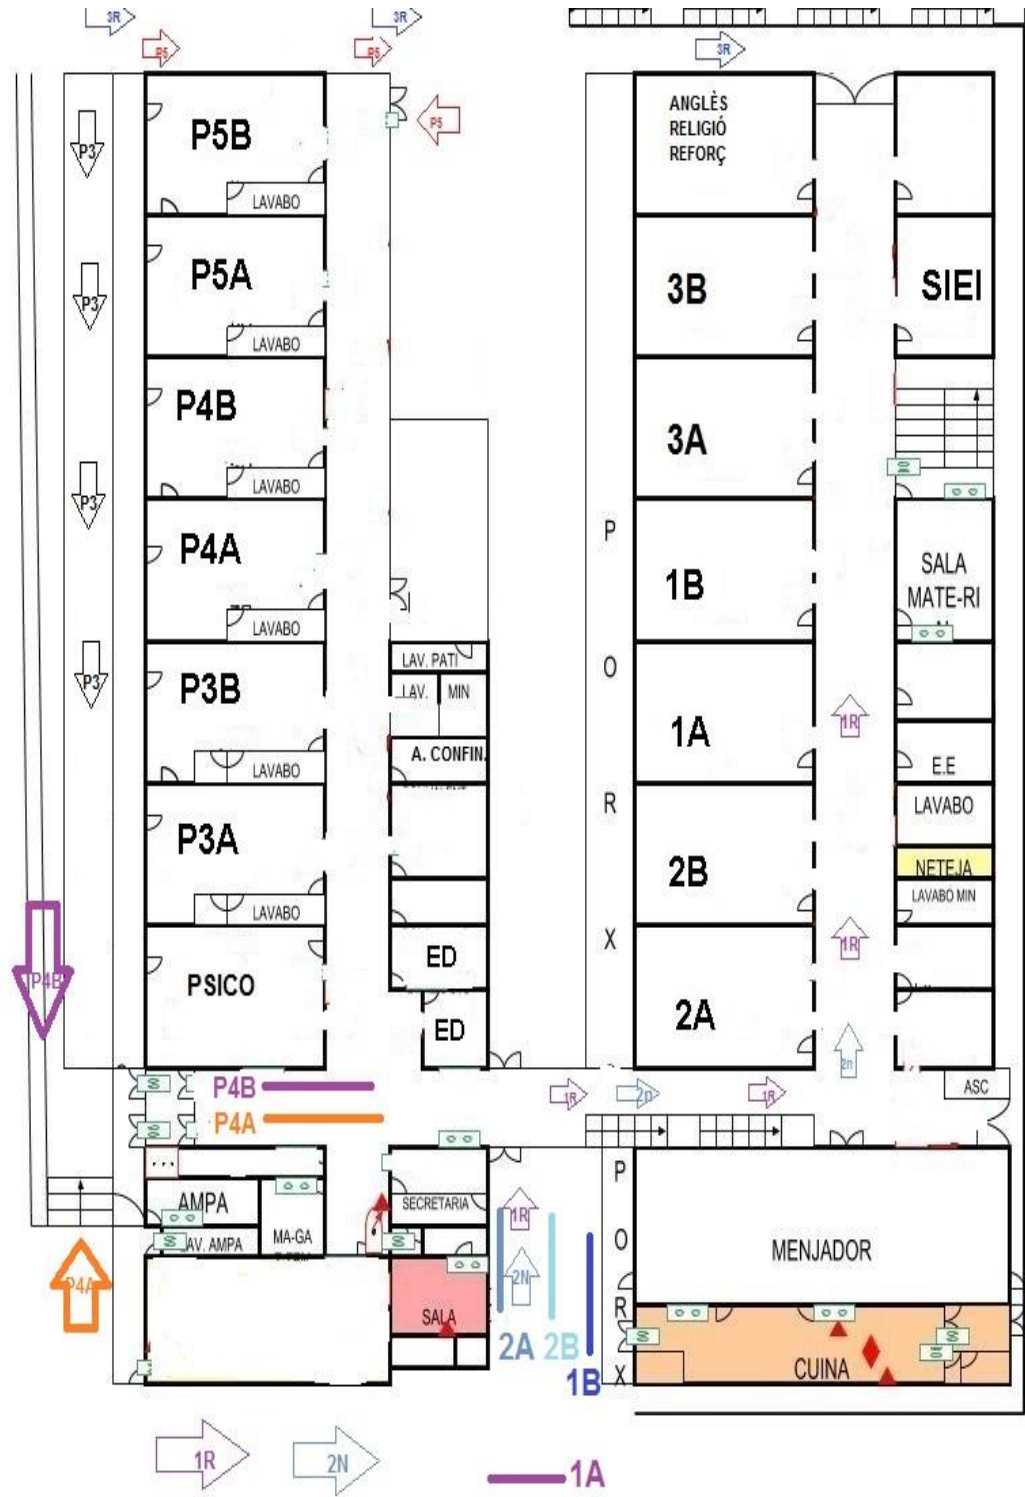 3R
3R
P5
P5
3R
P5
P3
P5B
LAVABO
ANGLÈS
RELIGIÓ
REFORÇ
P3
P5A
LAVABO
3B
SIEI
P4B
LAVABO
3A
P3
P4A
LAVABO
1B
SALA
MATE-RI
P3
P3B
LAVABO
LAV. PATI
LAV.
MIN
A. CONFIN.
1A
1R
E.E
P3A
LAVABO
2B
LAVABO
NETEJA
LAVABO MIN
P
O
R
X
P4B
PSICO
ED
ED
2A
1R
2n
P4B
P4A
1R
2n
1R
ASC
AMPA
LAV. AMPA
MA-GA
SECRETARIA
1R
2N
P4A
SALA
2A
2B
1B
P
O
R
X
MENJADOR
CUINA
1R
2N
1A